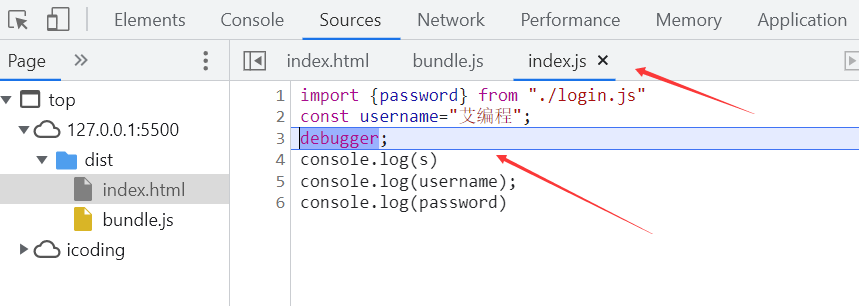 Elements Console Sources Network Performance Memory Application
Page » index.html bundle.js index.js ×
top
127.0.0.1:5500
dist
index.html
bundle.js
icoding
1 import {password} from "./login.js"
2 const username="艾编程";
3 debugger;
4 console.log(s)
5 console.log(username);
6 console.log(password)